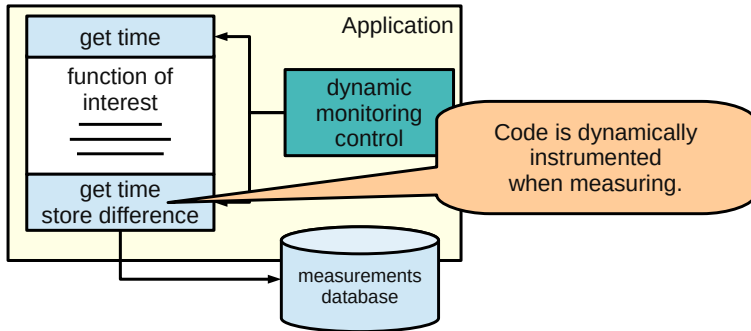 Application
get time
function of
interest
dynamic
monitoring
control
Code is dynamically
instrumented
when measuring.
get time
store difference
measurements
database